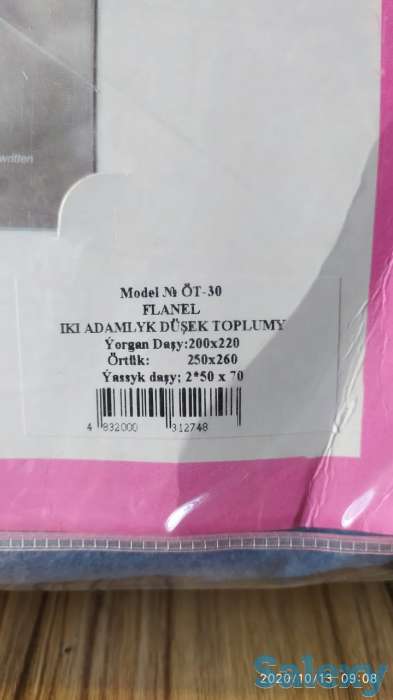 written
Model № ÖT-30
FLANEL
IKI ADAMLYK DÜŞEK TOPLUMY
Ýorgan Daşy:200x220
Örtük: 250x260
Ýassyk daşy; 2*50 x 70
4 832000 312748
2020/10/13 09:08
Salexy